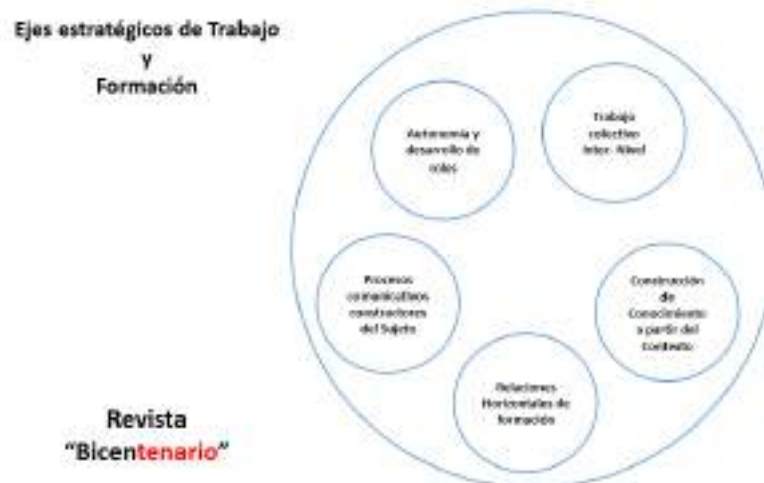 Ejes estratégicos de Trabajo
y
Formación
Autonomía y
desarrollo de
roles
Trabajo
colectivo
Inter- Nivel
Procesos
comunicativos
constructores
del Sujeto
Construcción
de
Conocimiento
a partir del
Contexto
Relaciones
Horizontales de
formación
Revista
“Bicentenario”